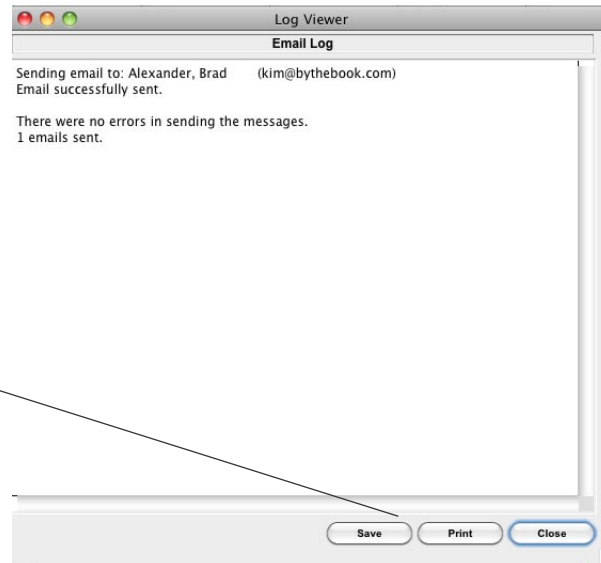 Log Viewer
Email Log
Sending email to: Alexander, Brad (kim@bythebook.com)
Email successfully sent.
There were no errors in sending the messages.
1 emails sent.
Save Print Close